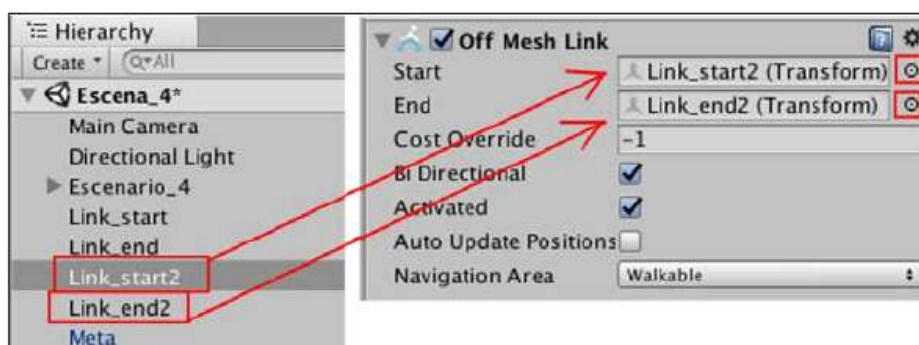 Hierarchy
Create
All
Escena_4*
Main Camera
Directional Light
Escenario_4
Link_start
Link_end
Link_start2
Link_end2
Meta
Off Mesh Link
Start Link_start2 (Transform)
End Link_end2 (Transform)
Cost Override -1
Bi Directional
Activated
Auto Update Positions
Navigation Area Walkable